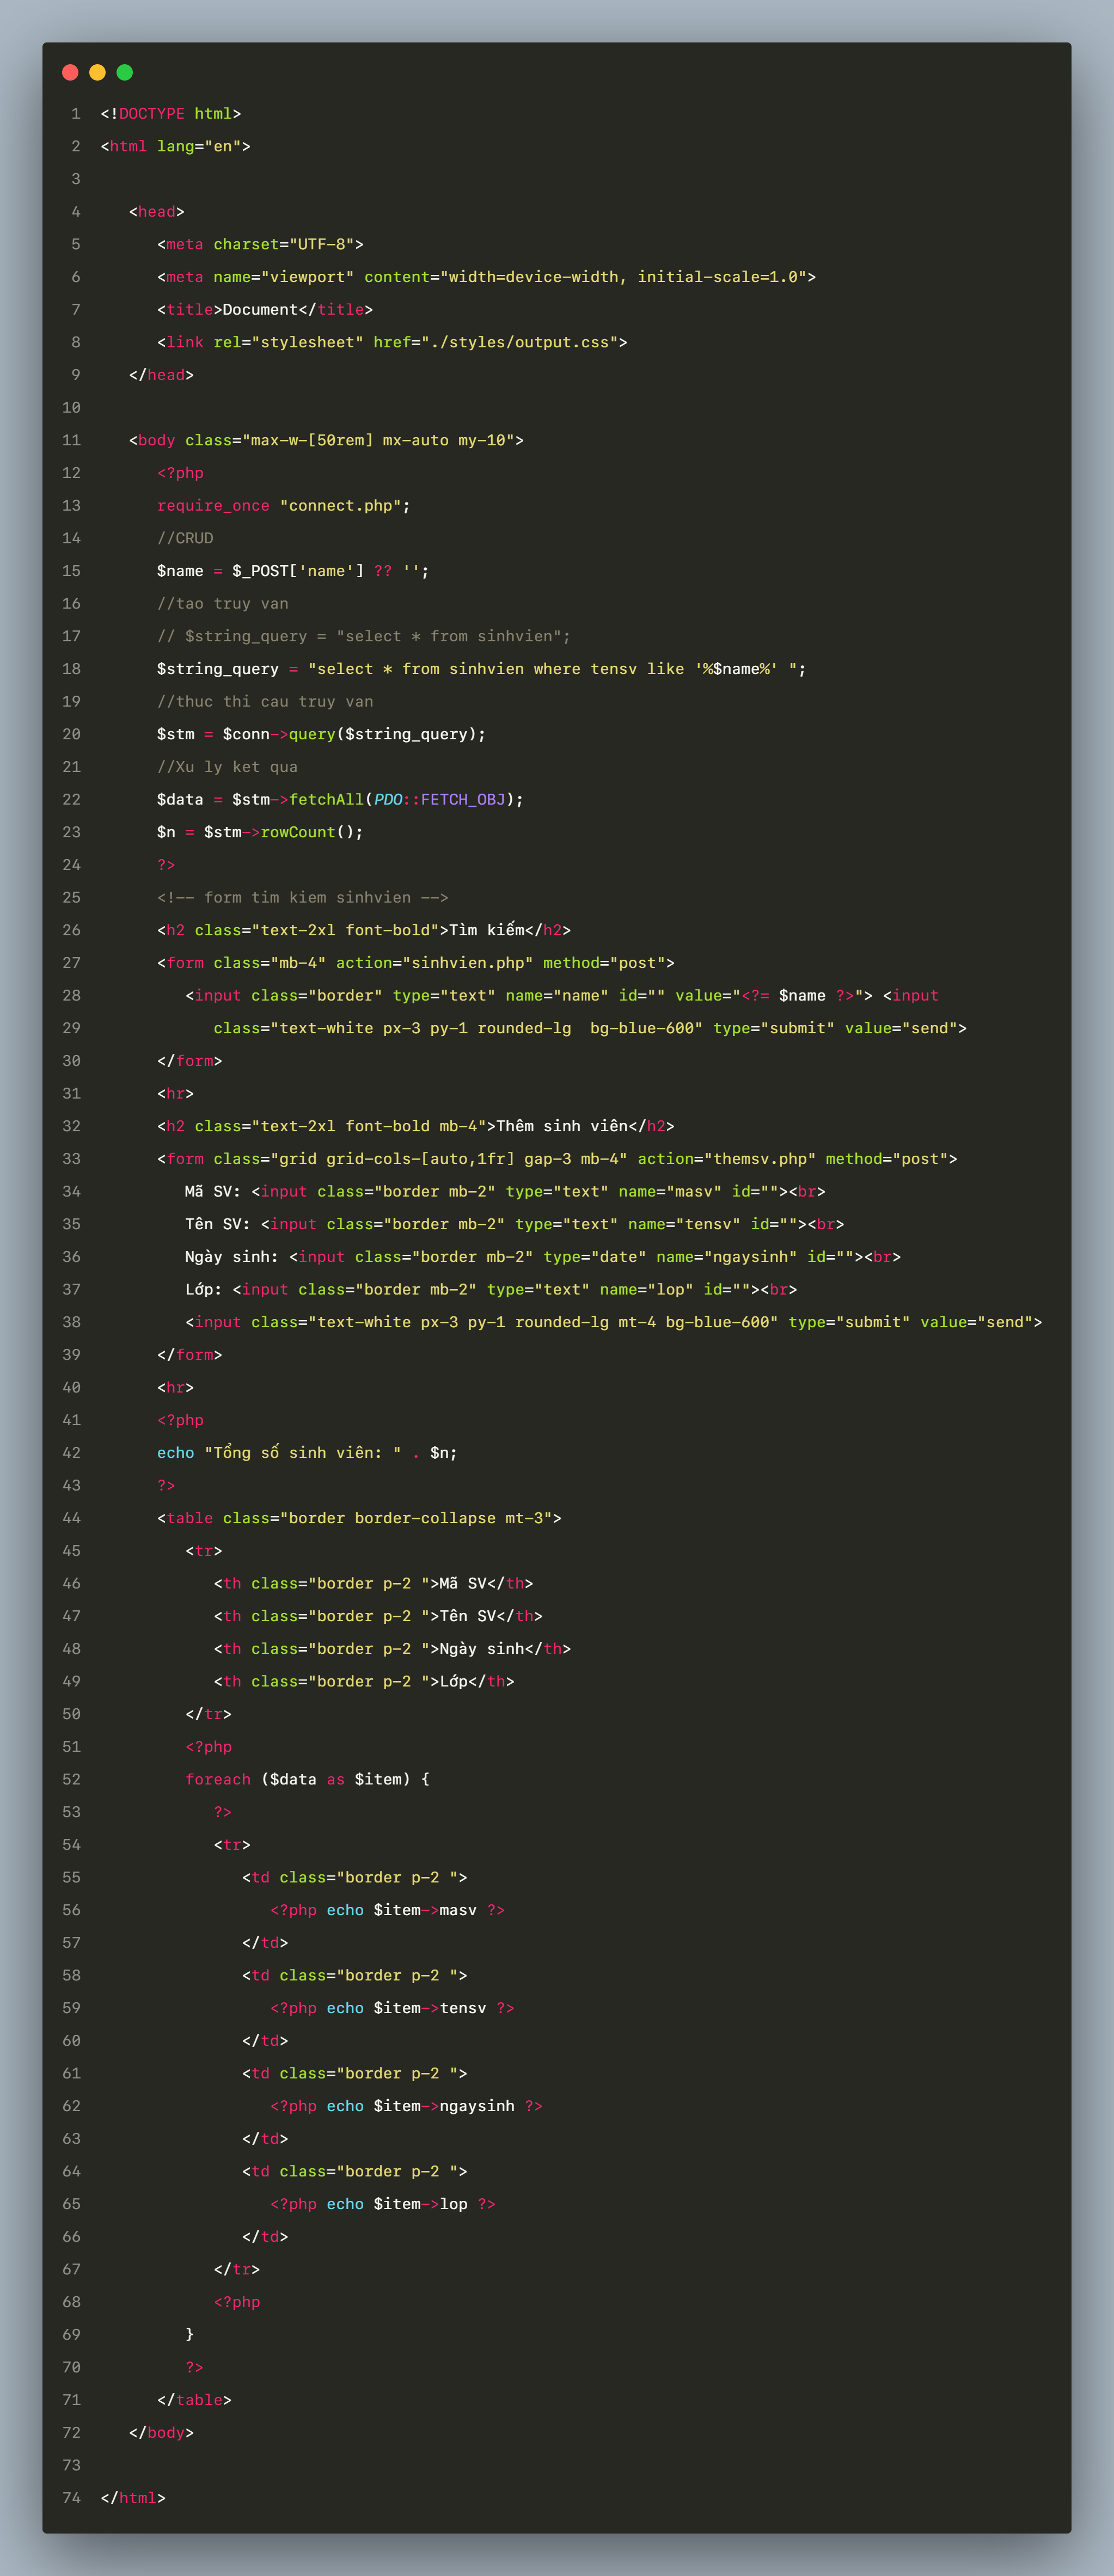 1 <!DOCTYPE html>
2 <html lang="en">
3
4    <head>
5       <meta charset="UTF-8">
6       <meta name="viewport" content="width=device-width, initial-scale=1.0">
7       <title>Document</title>
8       <link rel="stylesheet" href="./styles/output.css">
9    </head>
10
11    <body class="max-w-[50rem] mx-auto my-10">
12       <?php
13       require_once "connect.php";
14       //CRUD
15       $name = $_POST['name'] ?? '';
16       //tao truy van
17       // $string_query = "select * from sinhvien";
18       $string_query = "select * from sinhvien where tensv like '%$name%' ";
19       //thuc thi cau truy van
20       $stm = $conn->query($string_query);
21       //Xu ly ket qua
22       $data = $stm->fetchAll(PDO::FETCH_OBJ);
23       $n = $stm->rowCount();
24       ?>
25       <!-- form tim kiem sinhvien -->
26       <h2 class="text-2xl font-bold">Tìm kiếm</h2>
27       <form class="mb-4" action="sinhvien.php" method="post">
28          <input class="border" type="text" name="name" id="" value="<?= $name ?>"> <input
29             class="text-white px-3 py-1 rounded-lg  bg-blue-600" type="submit" value="send">
30       </form>
31       <hr>
32       <h2 class="text-2xl font-bold mb-4">Thêm sinh viên</h2>
33       <form class="grid grid-cols-[auto,1fr] gap-3 mb-4" action="themsv.php" method="post">
34          Mã SV: <input class="border mb-2" type="text" name="masv" id=""><br>
35          Tên SV: <input class="border mb-2" type="text" name="tensv" id=""><br>
36          Ngày sinh: <input class="border mb-2" type="date" name="ngaysinh" id=""><br>
37          Lớp: <input class="border mb-2" type="text" name="lop" id=""><br>
38          <input class="text-white px-3 py-1 rounded-lg mt-4 bg-blue-600" type="submit" value="send">
39       </form>
40       <hr>
41       <?php
42       echo "Tổng số sinh viên: " . $n;
43       ?>
44       <table class="border border-collapse mt-3">
45          <tr>
46             <th class="border p-2 ">Mã SV</th>
47             <th class="border p-2 ">Tên SV</th>
48             <th class="border p-2 ">Ngày sinh</th>
49             <th class="border p-2 ">Lớp</th>
50          </tr>
51          <?php
52          foreach ($data as $item) {
53             ?>
54             <tr>
55                <td class="border p-2 ">
56                   <?php echo $item->masv ?>
57                </td>
58                <td class="border p-2 ">
59                   <?php echo $item->tensv ?>
60                </td>
61                <td class="border p-2 ">
62                   <?php echo $item->ngaysinh ?>
63                </td>
64                <td class="border p-2 ">
65                   <?php echo $item->lop ?>
66                </td>
67             </tr>
68             <?php
69          }
70          ?>
71       </table>
72    </body>
73
74 </html>